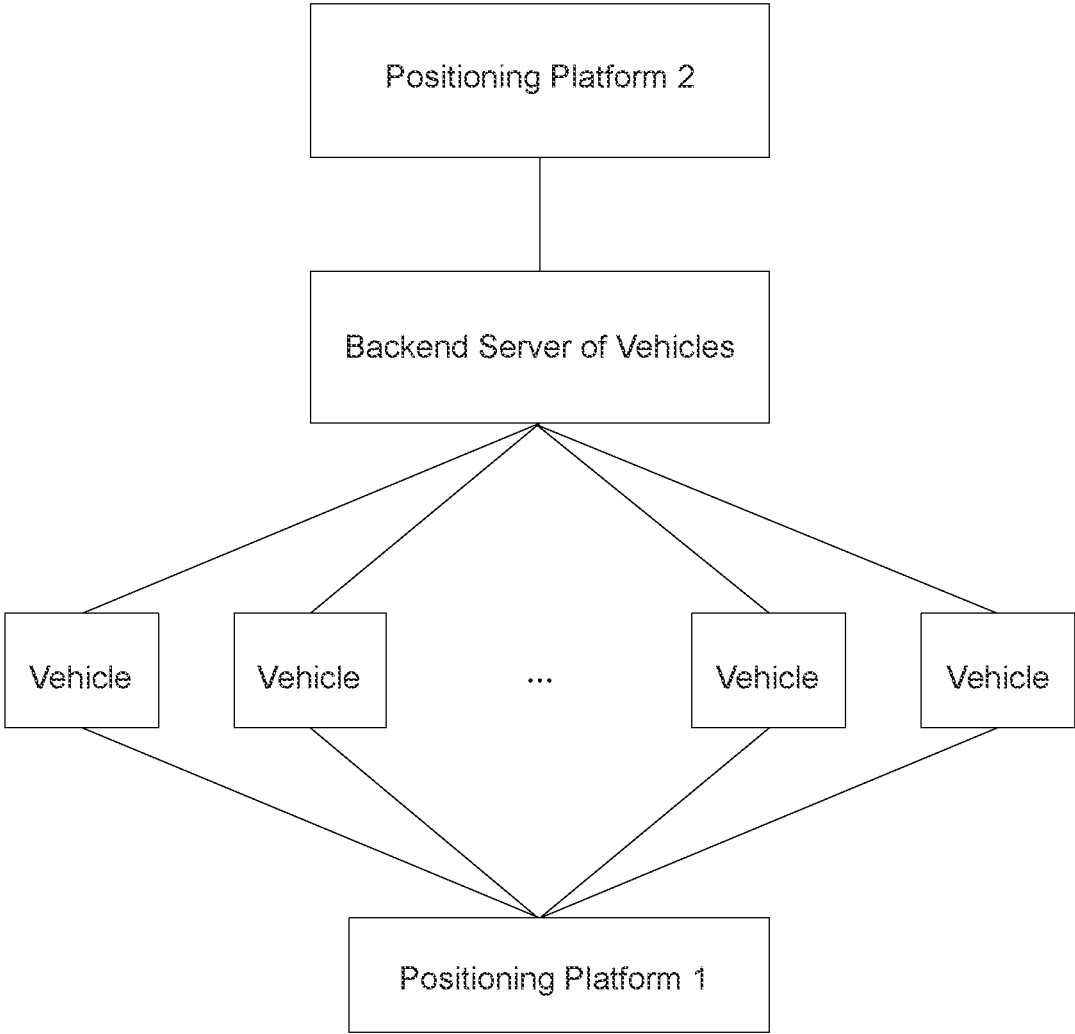 Positioning Platform 2
Backend Server of Vehicles
Vehicle Vehicle ... Vehicle Vehicle
Positioning Platform 1